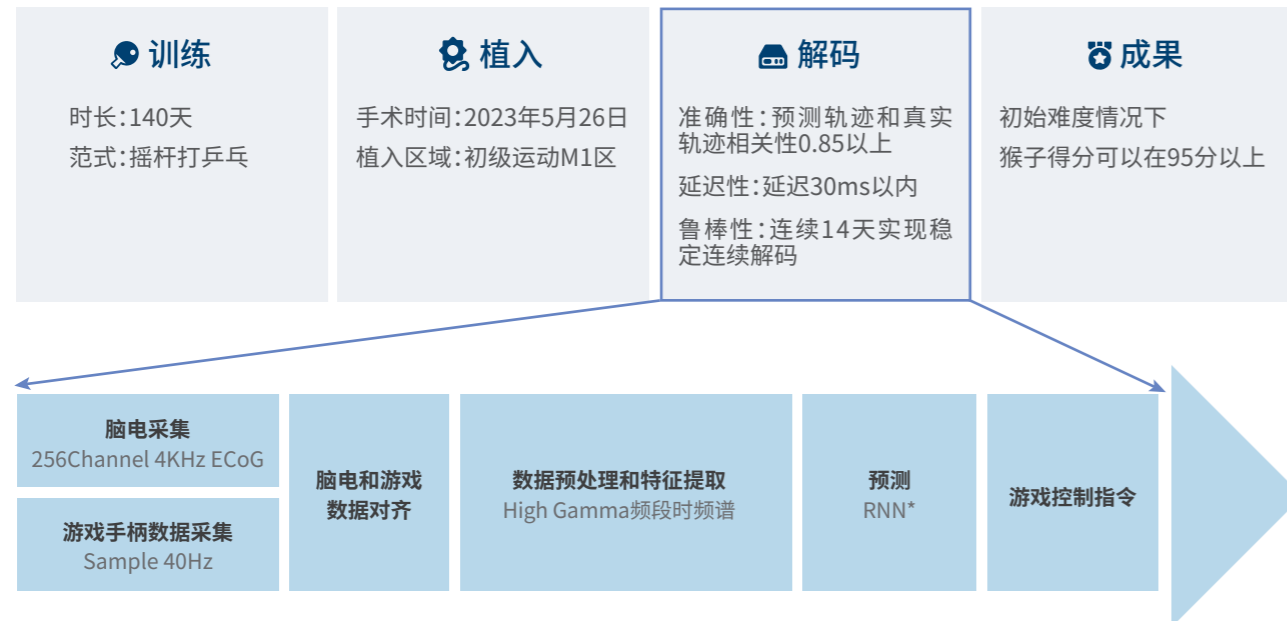 训练
时长：140天
范式：摇杆打乒乓
植入
手术时间：2023年5月26日
植入区域：初级运动M1区
解码
准确性：预测轨迹和真实
轨迹相关性0.85以上
延迟性：延迟30ms以内
鲁棒性：连续14天实现稳
定连续解码
成果
初始难度情况下
猴子得分可以在95分以上
脑电采集
256Channel 4KHz ECoG
游戏手柄数据采集
Sample 40Hz
脑电和游戏
数据对齐
数据预处理和特征提取
High Gamma频段时频谱
预测
RNN*
游戏控制指令